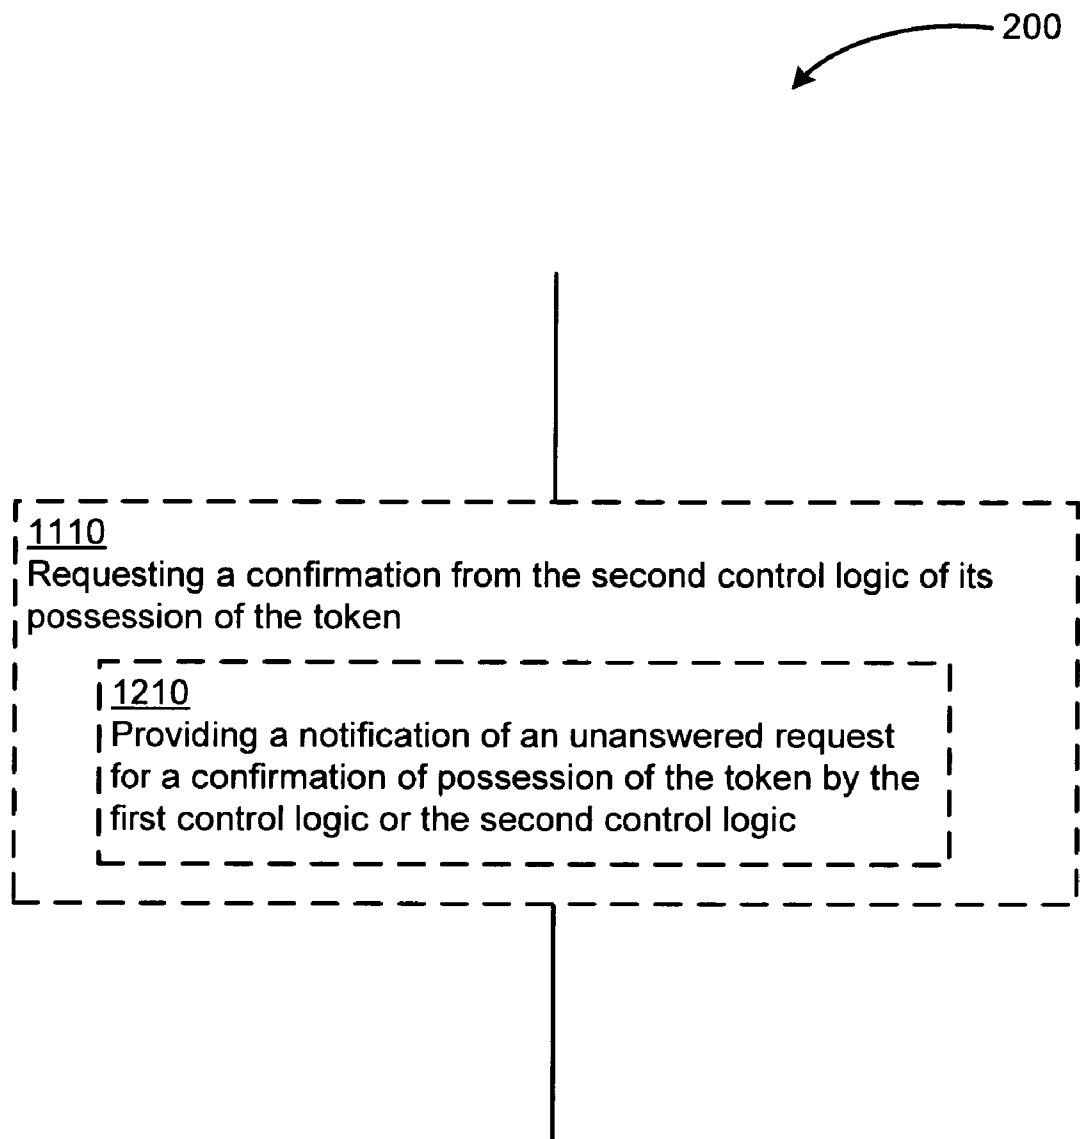 200
1110
Requesting a confirmation from the second control logic of its
possession of the token
1210
Providing a notification of an unanswered request
for a confirmation of possession of the token by the
first control logic or the second control logic